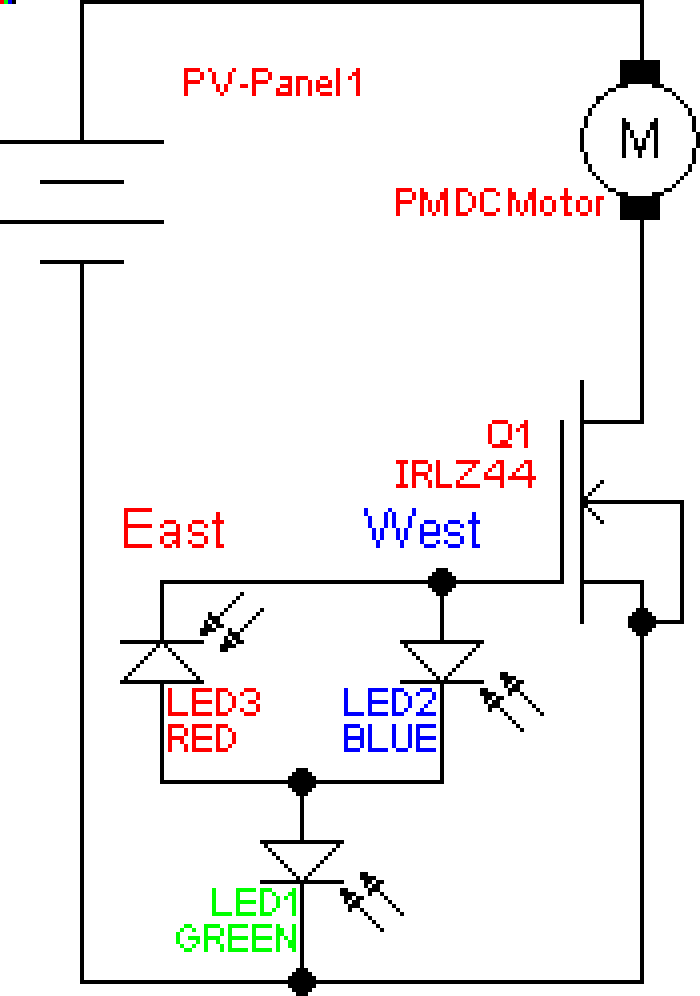 PV-Panel1
M
PMDCMotor
Q1
IRLZ44
East
West
LED3
RED
LED2
BLUE
LED1
GREEN